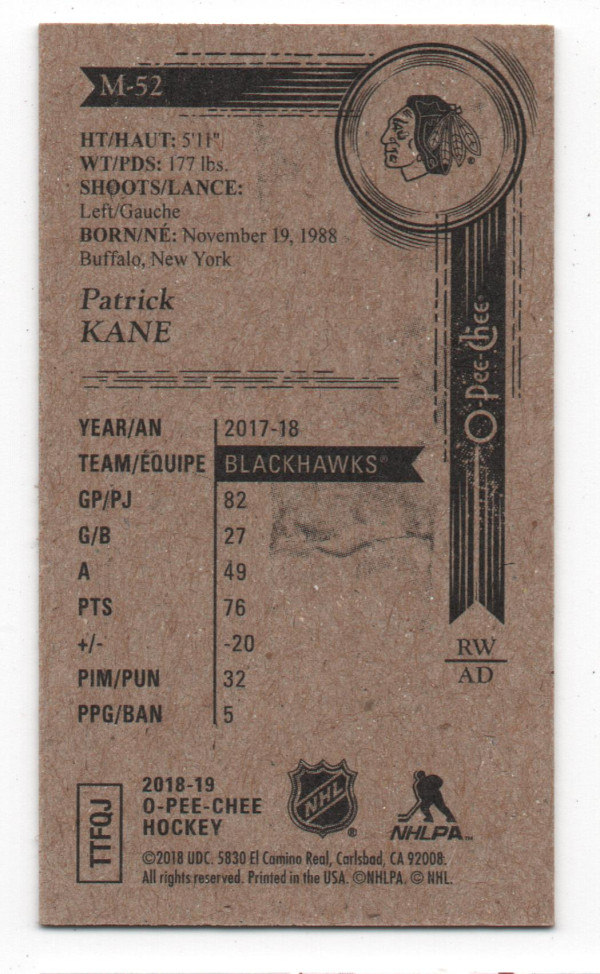 M-52
HT/HAUT: 5'11"
WT/PDS: 177 lbs.
SHOOTS/LANCE:
Left/Gauche
BORN/NÉ: November 19, 1988
Buffalo, New York
Patrick
KANE
O-Pee-Chee®
YEAR/AN 2017-18
TEAM/ÉQUIPE BLACKHAWKS®
GP/PJ 82
G/B 27
A 49
PTS 76
+/- -20
PIM/PUN 32
PPG/BAN 5
RW
AD
TTFQJ
2018-19
O-PEE-CHEE
HOCKEY
NHL®
NHLPA™
©2018 UDC. 5830 El Camino Real, Carlsbad, CA 92008.
All rights reserved. Printed in the USA. ©NHLPA. © NHL.